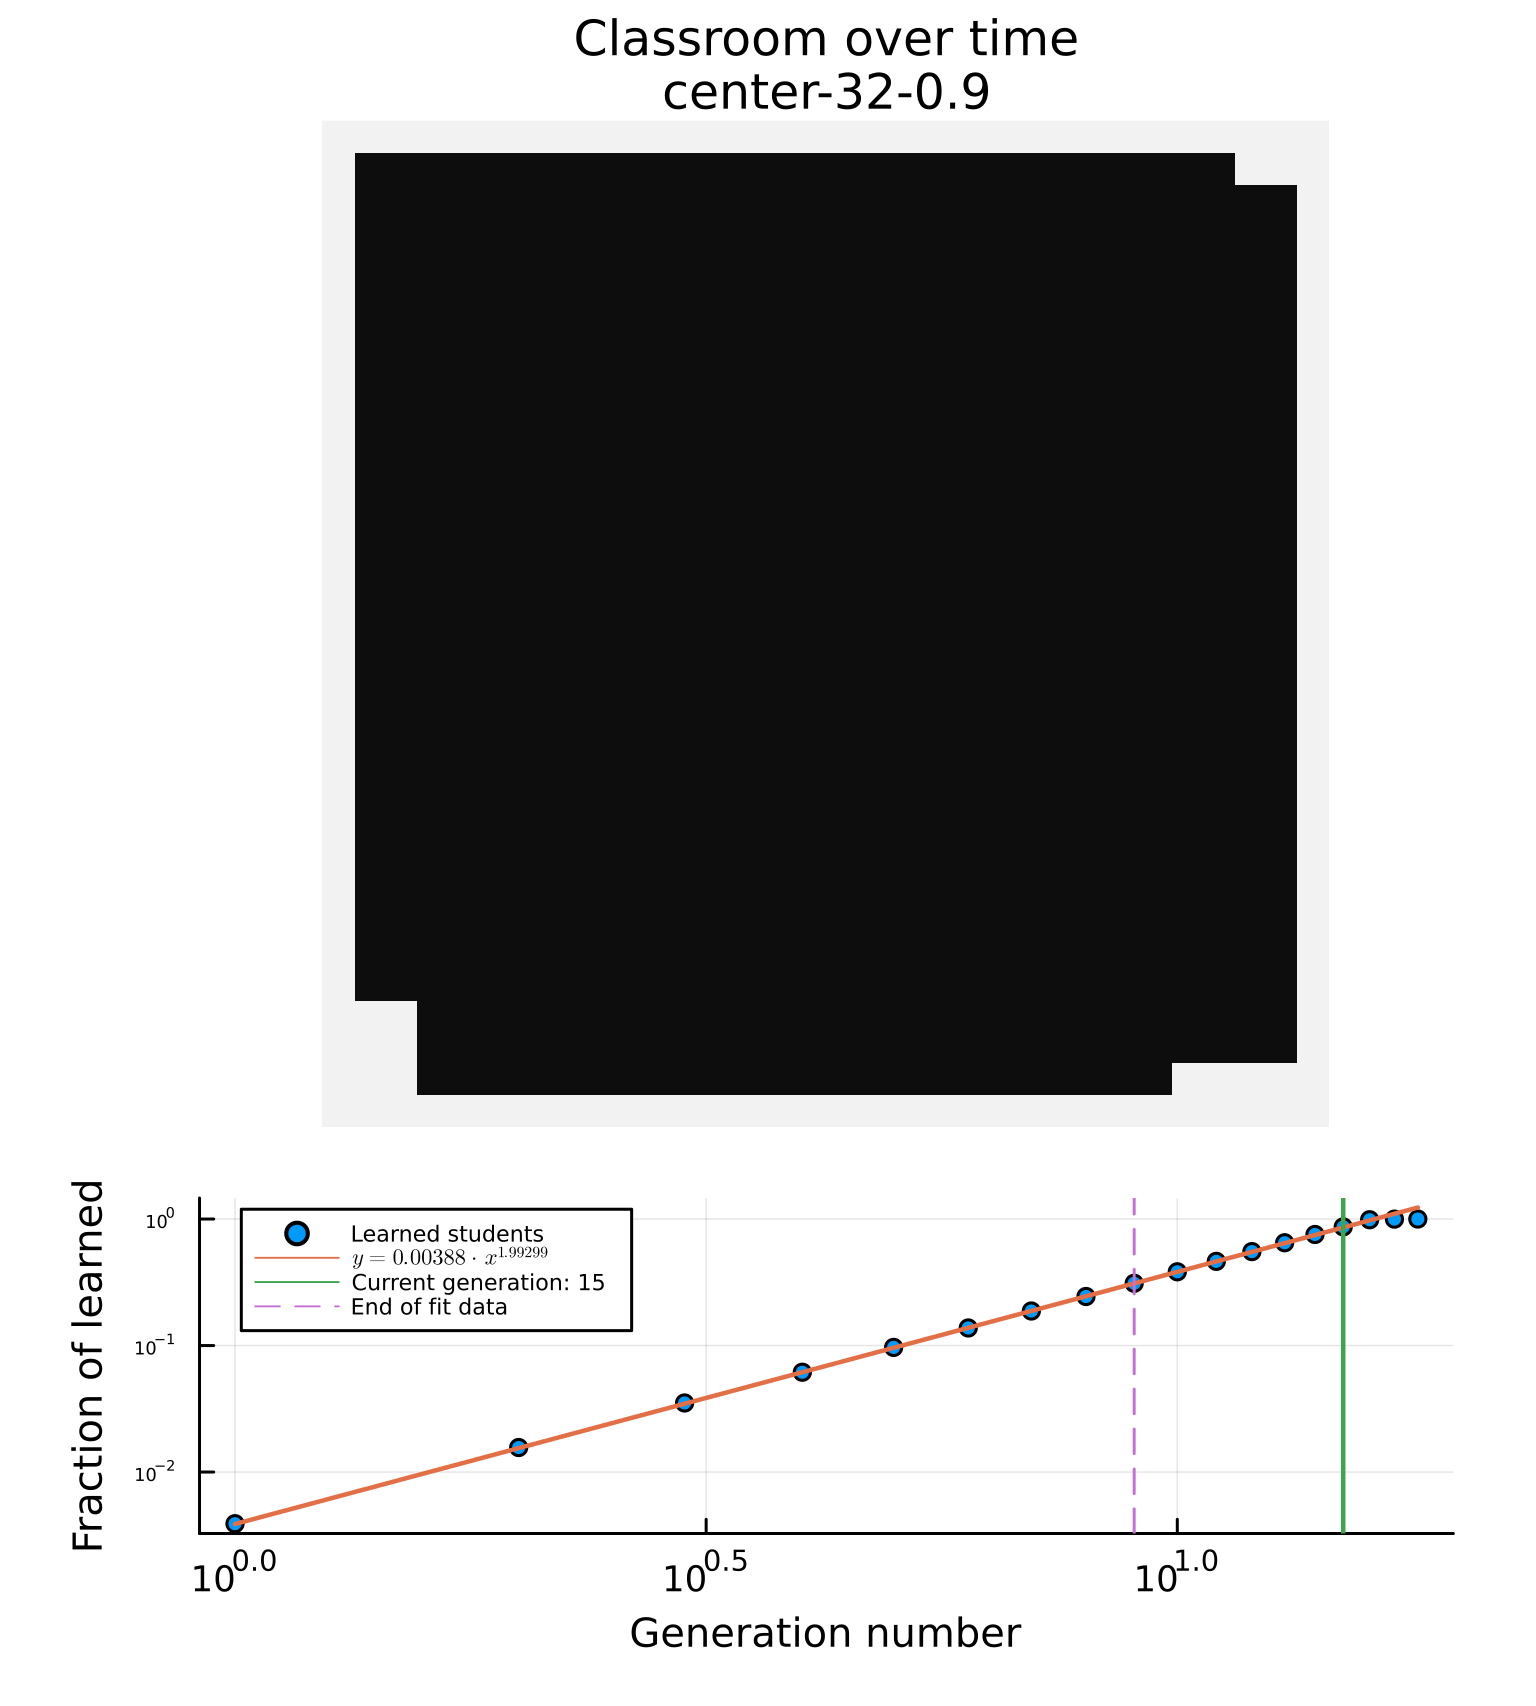 Classroom over time
center-32-0.9
Fraction of learned
10^0
10^-1
10^-2
Learned students
y = 0.00388 · x^1.99299
Current generation: 15
End of fit data
10^0.0 10^0.5 10^1.0
Generation number